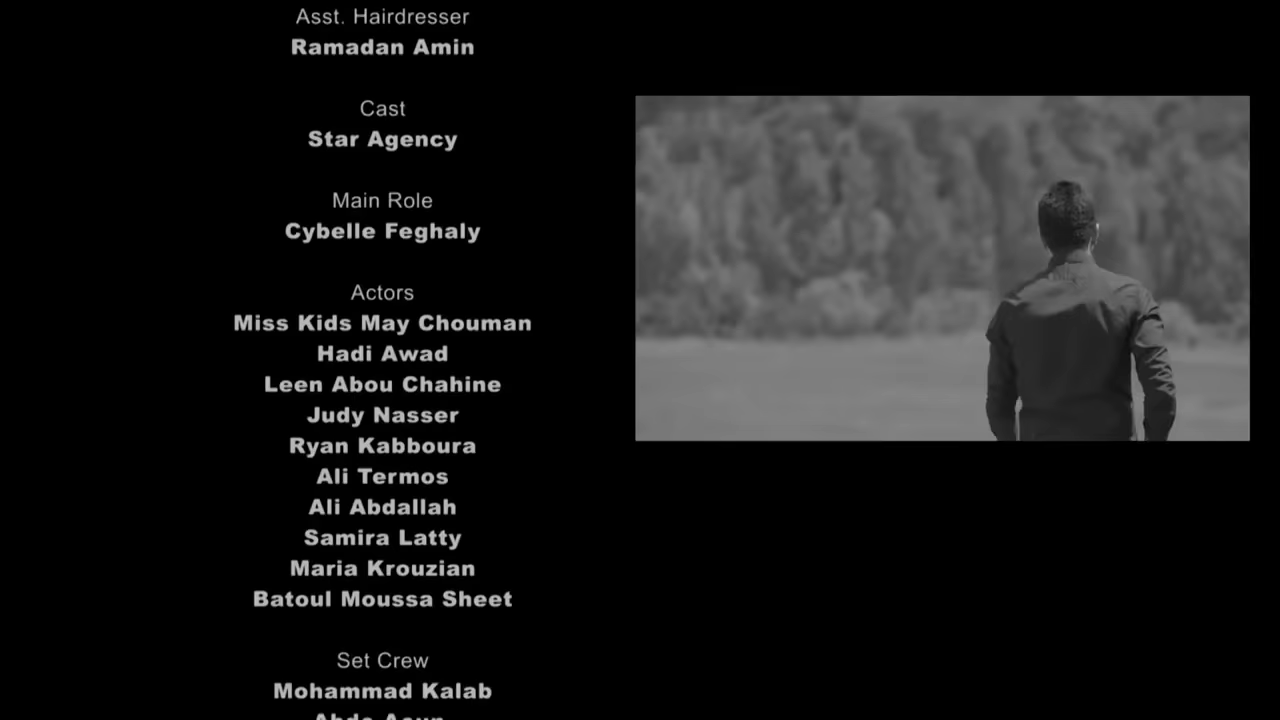 Asst. Hairdresser
Ramadan Amin
Cast
Star Agency
Main Role
Cybelle Feghaly
Actors
Miss Kids May Chouman
Hadi Awad
Leen Abou Chahine
Judy Nasser
Ryan Kabboura
Ali Termos
Ali Abdallah
Samira Latty
Maria Krouzian
Batoul Moussa Sheet
Set Crew
Mohammad Kalab